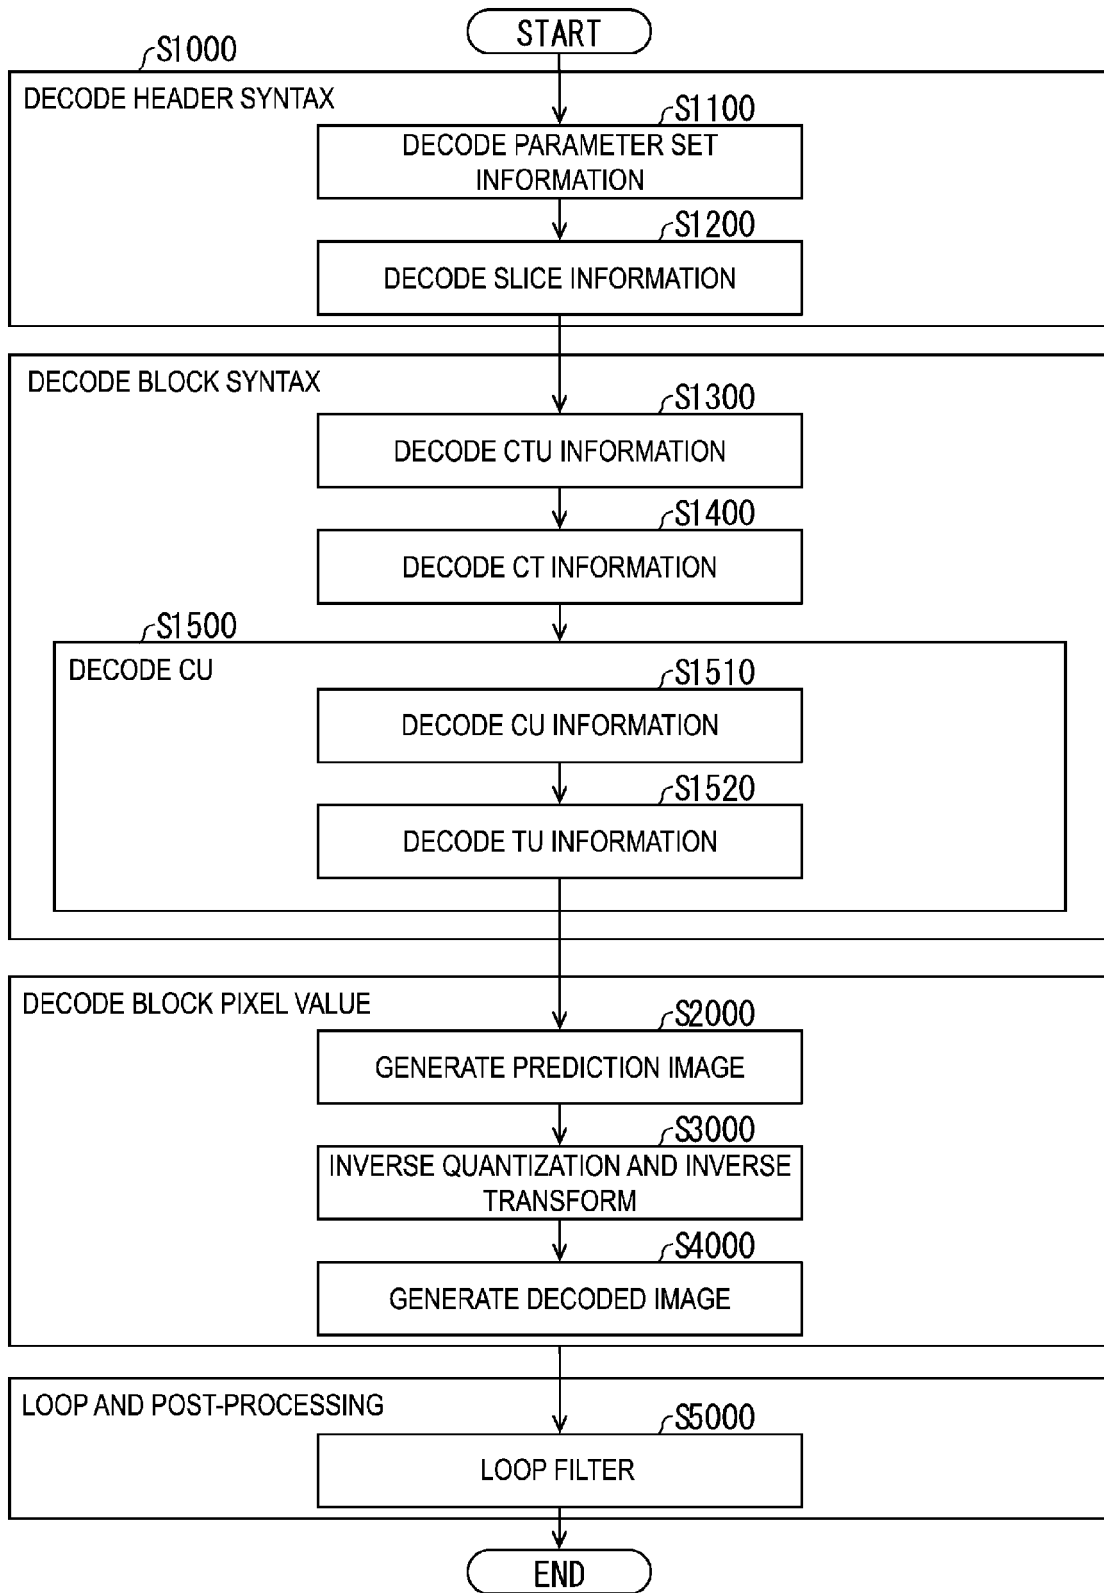 START
S1000
DECODE HEADER SYNTAX
S1100
DECODE PARAMETER SET
INFORMATION
S1200
DECODE SLICE INFORMATION
DECODE BLOCK SYNTAX
S1300
DECODE CTU INFORMATION
S1400
DECODE CT INFORMATION
S1500
DECODE CU
S1510
DECODE CU INFORMATION
S1520
DECODE TU INFORMATION
DECODE BLOCK PIXEL VALUE
S2000
GENERATE PREDICTION IMAGE
S3000
INVERSE QUANTIZATION AND INVERSE
TRANSFORM
S4000
GENERATE DECODED IMAGE
LOOP AND POST-PROCESSING
S5000
LOOP FILTER
END